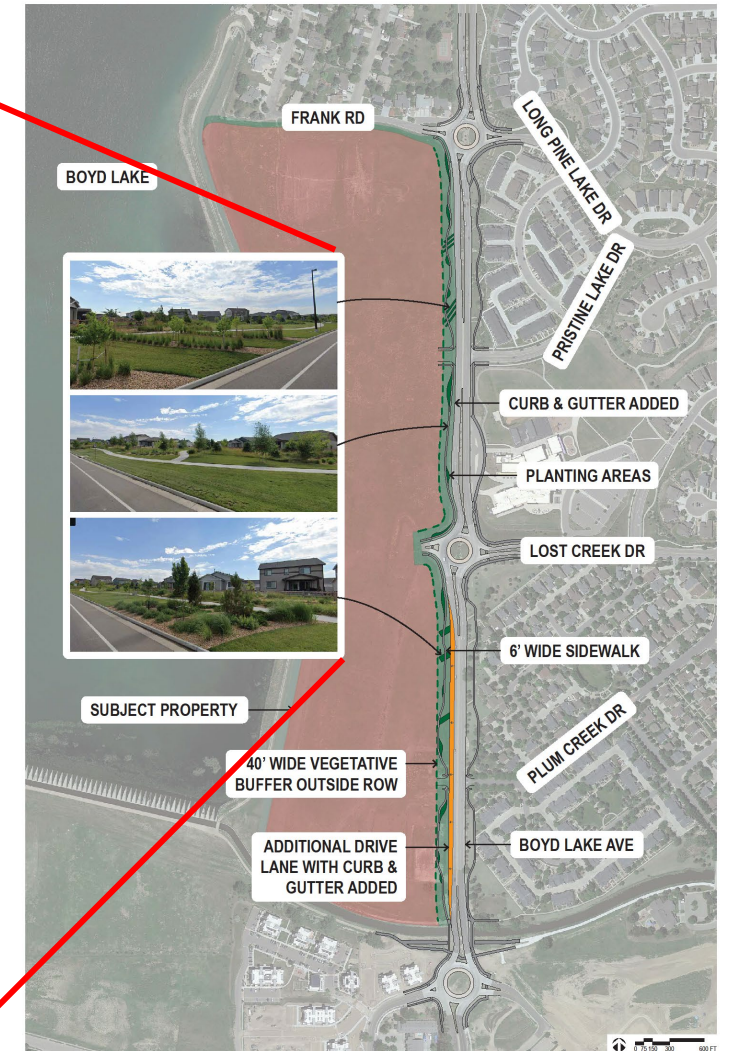 FRANK RD
LONG PINE LAKE DR
BOYD LAKE
PRISTINE LAKE DR
CURB & GUTTER ADDED
PLANTING AREAS
LOST CREEK DR
6' WIDE SIDEWALK
SUBJECT PROPERTY
PLUM CREEK DR
40' WIDE VEGETATIVE
BUFFER OUTSIDE ROW
ADDITIONAL DRIVE
LANE WITH CURB &
GUTTER ADDED
BOYD LAKE AVE
0 75 150 300 600 FT